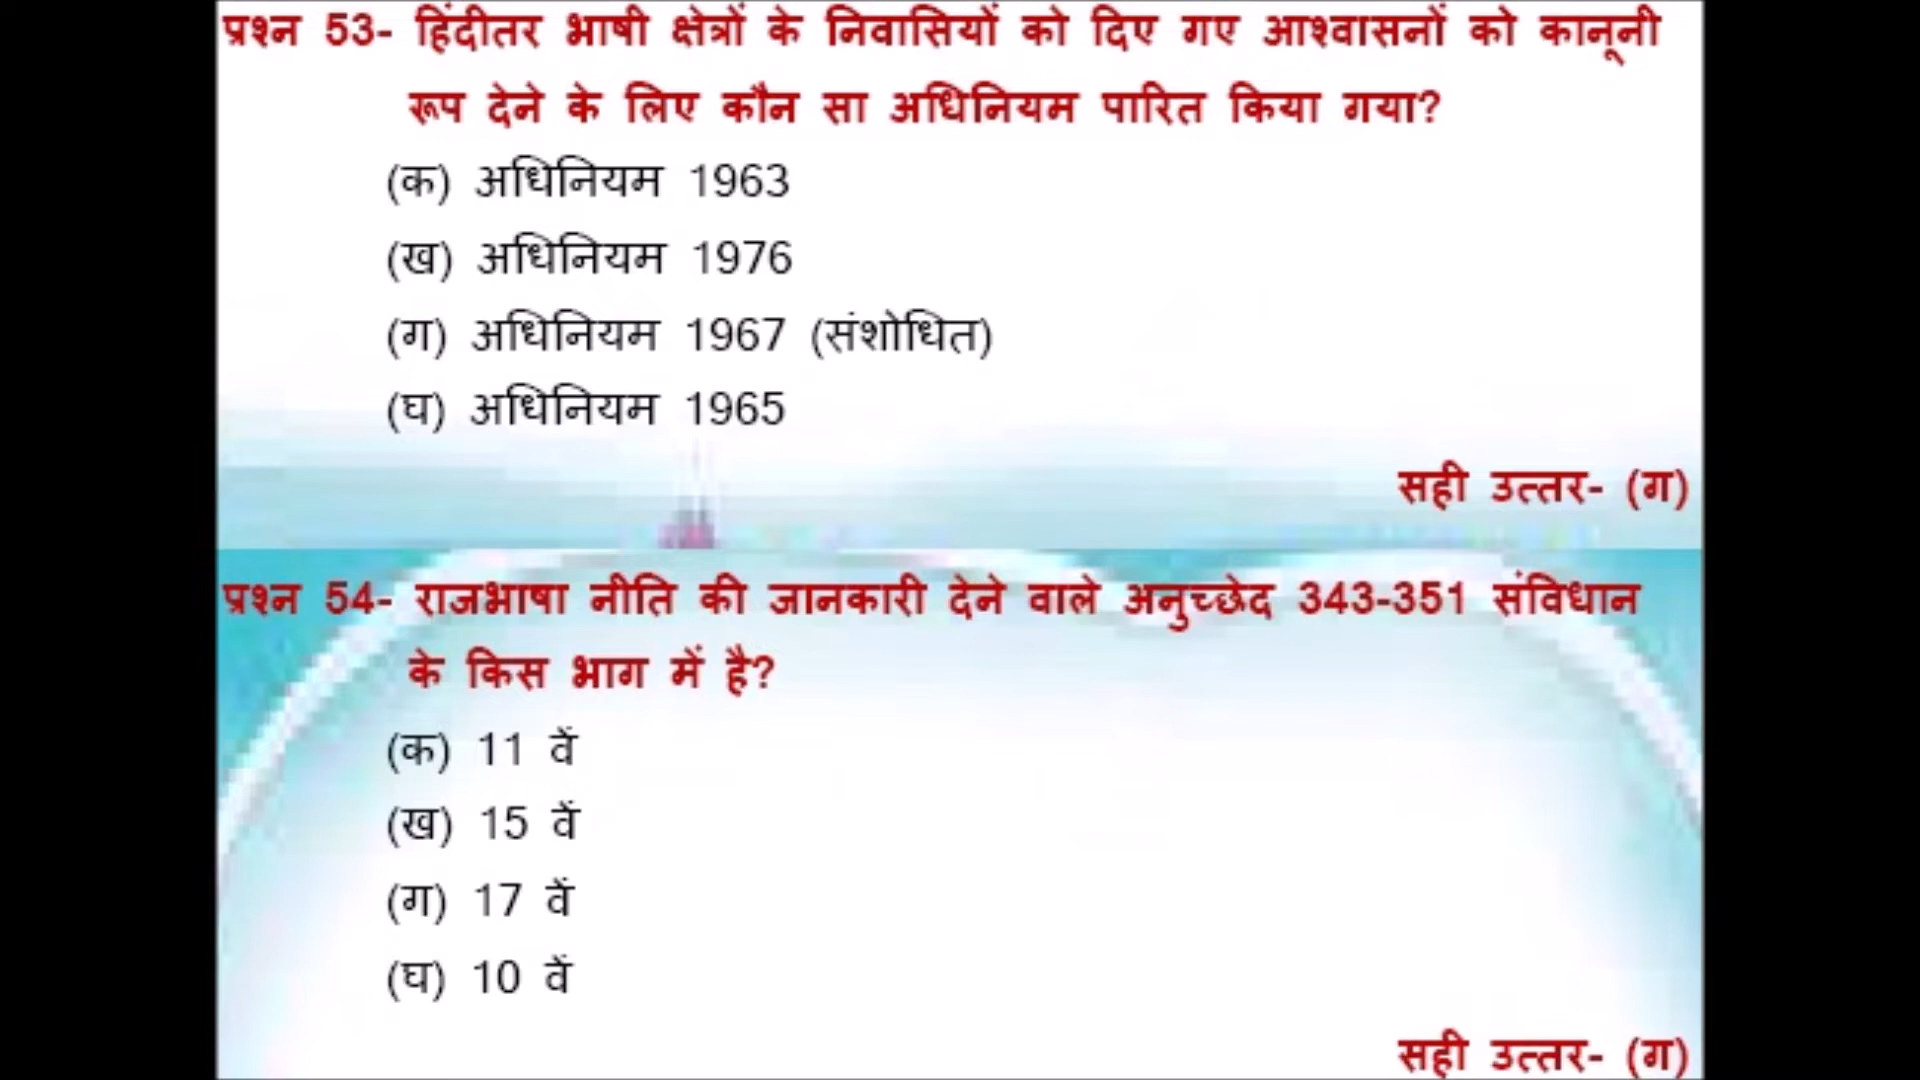 प्रश्न 53- हिंदीतर भाषी क्षेत्रों के निवासियों को दिए गए आश्वासनों को कानूनी
रूप देने के लिए कौन सा अधिनियम पारित किया गया?
(क) अधिनियम 1963
(ख) अधिनियम 1976
(ग) अधिनियम 1967 (संशोधित)
(घ) अधिनियम 1965
सही उत्तर- (ग)
प्रश्न 54- राजभाषा नीति की जानकारी देने वाले अनुच्छेद 343-351 संविधान
के किस भाग में है?
(क) 11 वें
(ख) 15 वें
(ग) 17 वें
(घ) 10 वें
सही उत्तर- (ग)